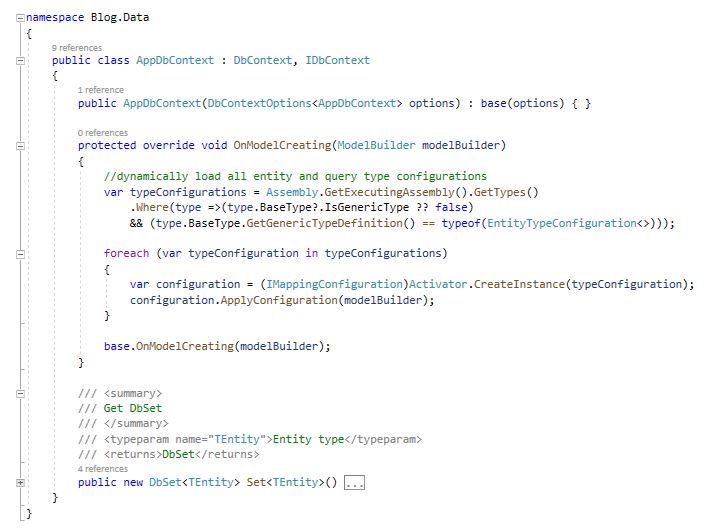 namespace Blog.Data
{
9 references
public class AppDbContext : DbContext, IDbContext
{
1 reference
public AppDbContext(DbContextOptions<AppDbContext> options) : base(options) { }
0 references
protected override void OnModelCreating(ModelBuilder modelBuilder)
{
//dynamically load all entity and query type configurations
var typeConfigurations = Assembly.GetExecutingAssembly().GetTypes()
.Where(type =>(type.BaseType?.IsGenericType ?? false)
&& (type.BaseType.GetGenericTypeDefinition() == typeof(EntityTypeConfiguration<>)));
foreach (var typeConfiguration in typeConfigurations)
{
var configuration = (IMappingConfiguration)Activator.CreateInstance(typeConfiguration);
configuration.ApplyConfiguration(modelBuilder);
}
base.OnModelCreating(modelBuilder);
}
/// <summary>
/// Get DbSet
/// </summary>
/// <typeparam name="TEntity">Entity type</typeparam>
/// <returns>DbSet</returns>
4 references
public new DbSet<TEntity> Set<TEntity>() ...
}
}